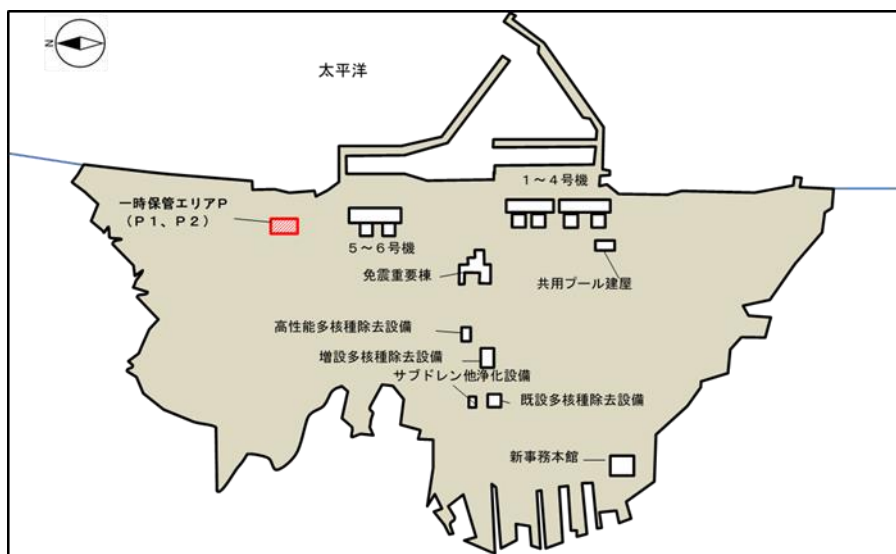 N
太平洋
1～4号機
一時保管エリアP
（P1、P2）
5～6号機
免震重要棟
共用プール建屋
高性能多核種除去設備
増設多核種除去設備
サブドレン他浄化設備
既設多核種除去設備
新事務本館